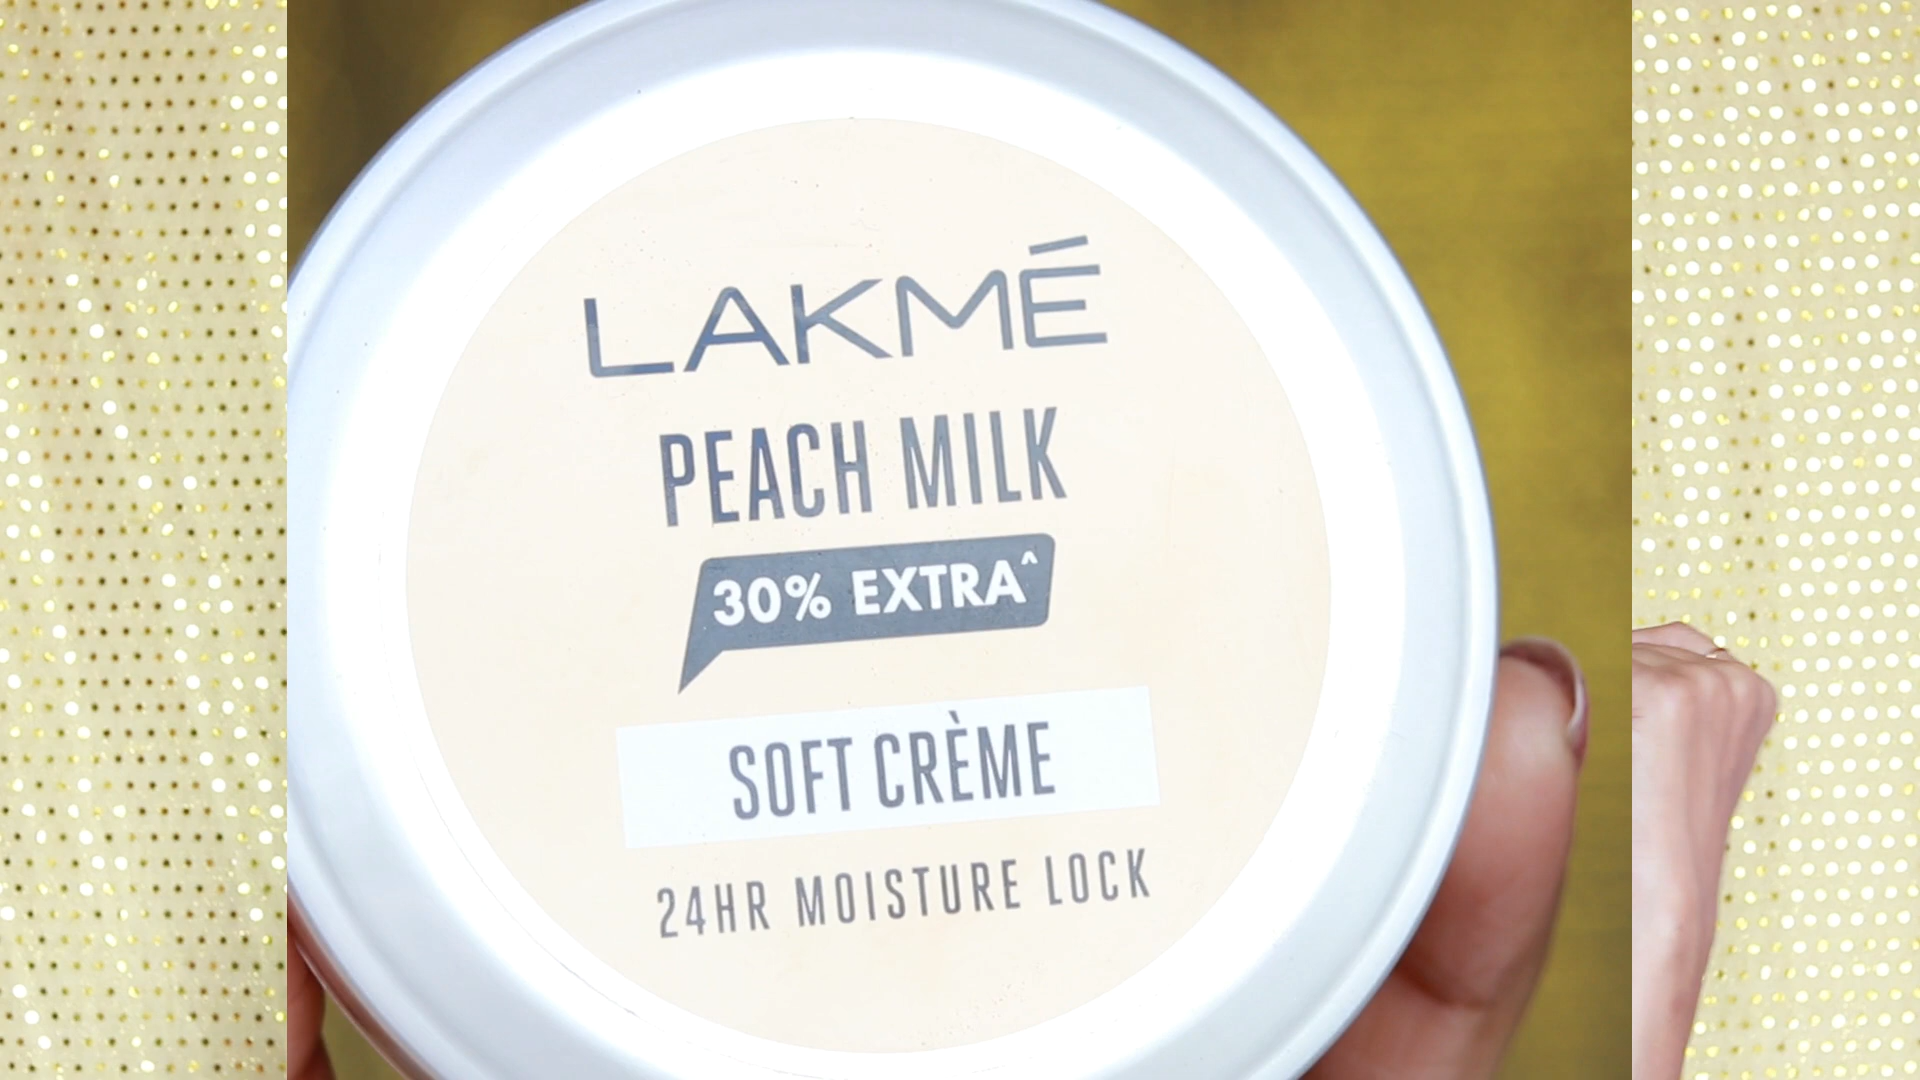 LAKMÉ
PEACH MILK
30% EXTRA^
SOFT CRÈME
24HR MOISTURE LOCK